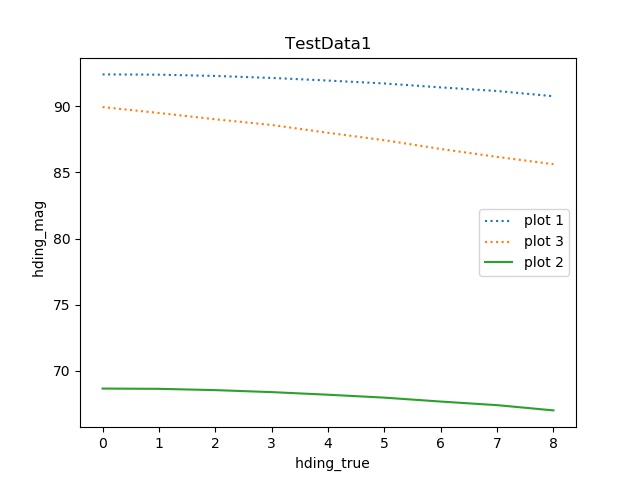 TestData1
90
85
80
75
70
hding_mag
plot 1
plot 3
plot 2
0 1 2 3 4 5 6 7 8
hding_true